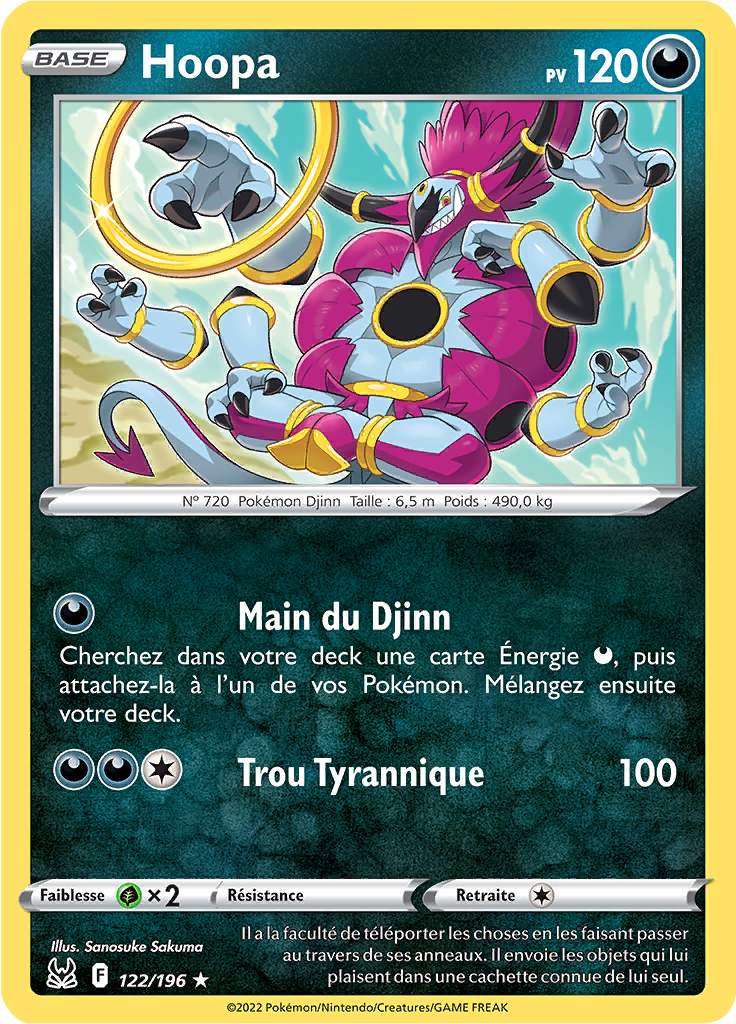 BASE Hoopa PV 120
Nº 720 Pokémon Djinn Taille : 6,5 m Poids : 490,0 kg
Main du Djinn
Cherchez dans votre deck une carte Énergie , puis
attachez-la à l'un de vos Pokémon. Mélangez ensuite
votre deck.
Trou Tyrannique 100
Faiblesse ×2 Résistance Retraite
Illus. Sanosuke Sakuma
F 122/196 ★
Il a la faculté de téléporter les choses en les faisant passer
au travers de ses anneaux. Il envoie les objets qui lui
plaisent dans une cachette connue de lui seul.
©2022 Pokémon/Nintendo/Creatures/GAME FREAK